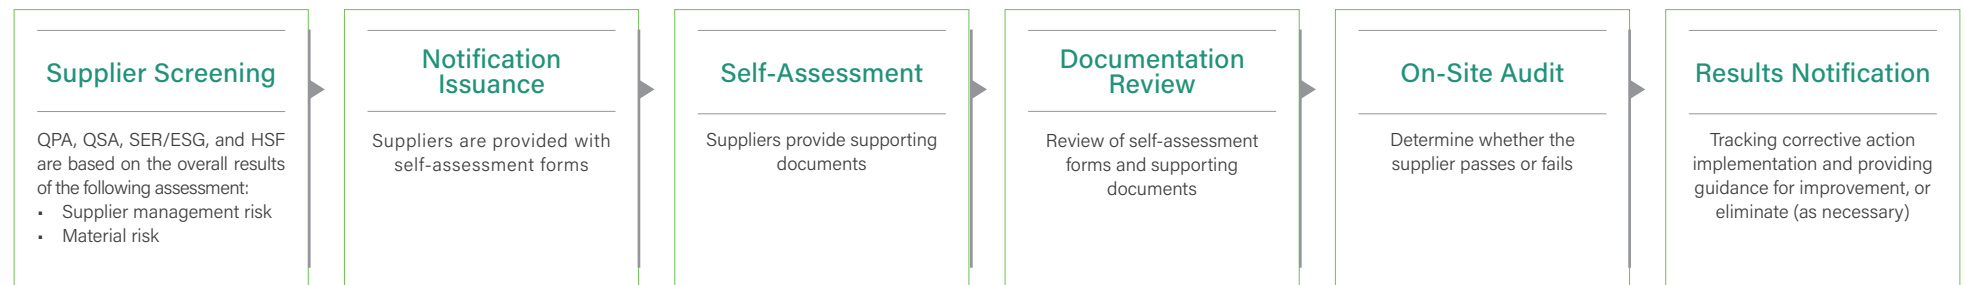 Supplier Screening
QPA, QSA, SER/ESG, and HSF
are based on the overall results
of the following assessment:
▪ Supplier management risk
▪ Material risk
Notification
Issuance
Suppliers are provided with
self-assessment forms
Self-Assessment
Suppliers provide supporting
documents
Documentation
Review
Review of self-assessment
forms and supporting
documents
On-Site Audit
Determine whether the
supplier passes or fails
Results Notification
Tracking corrective action
implementation and providing
guidance for improvement, or
eliminate (as necessary)